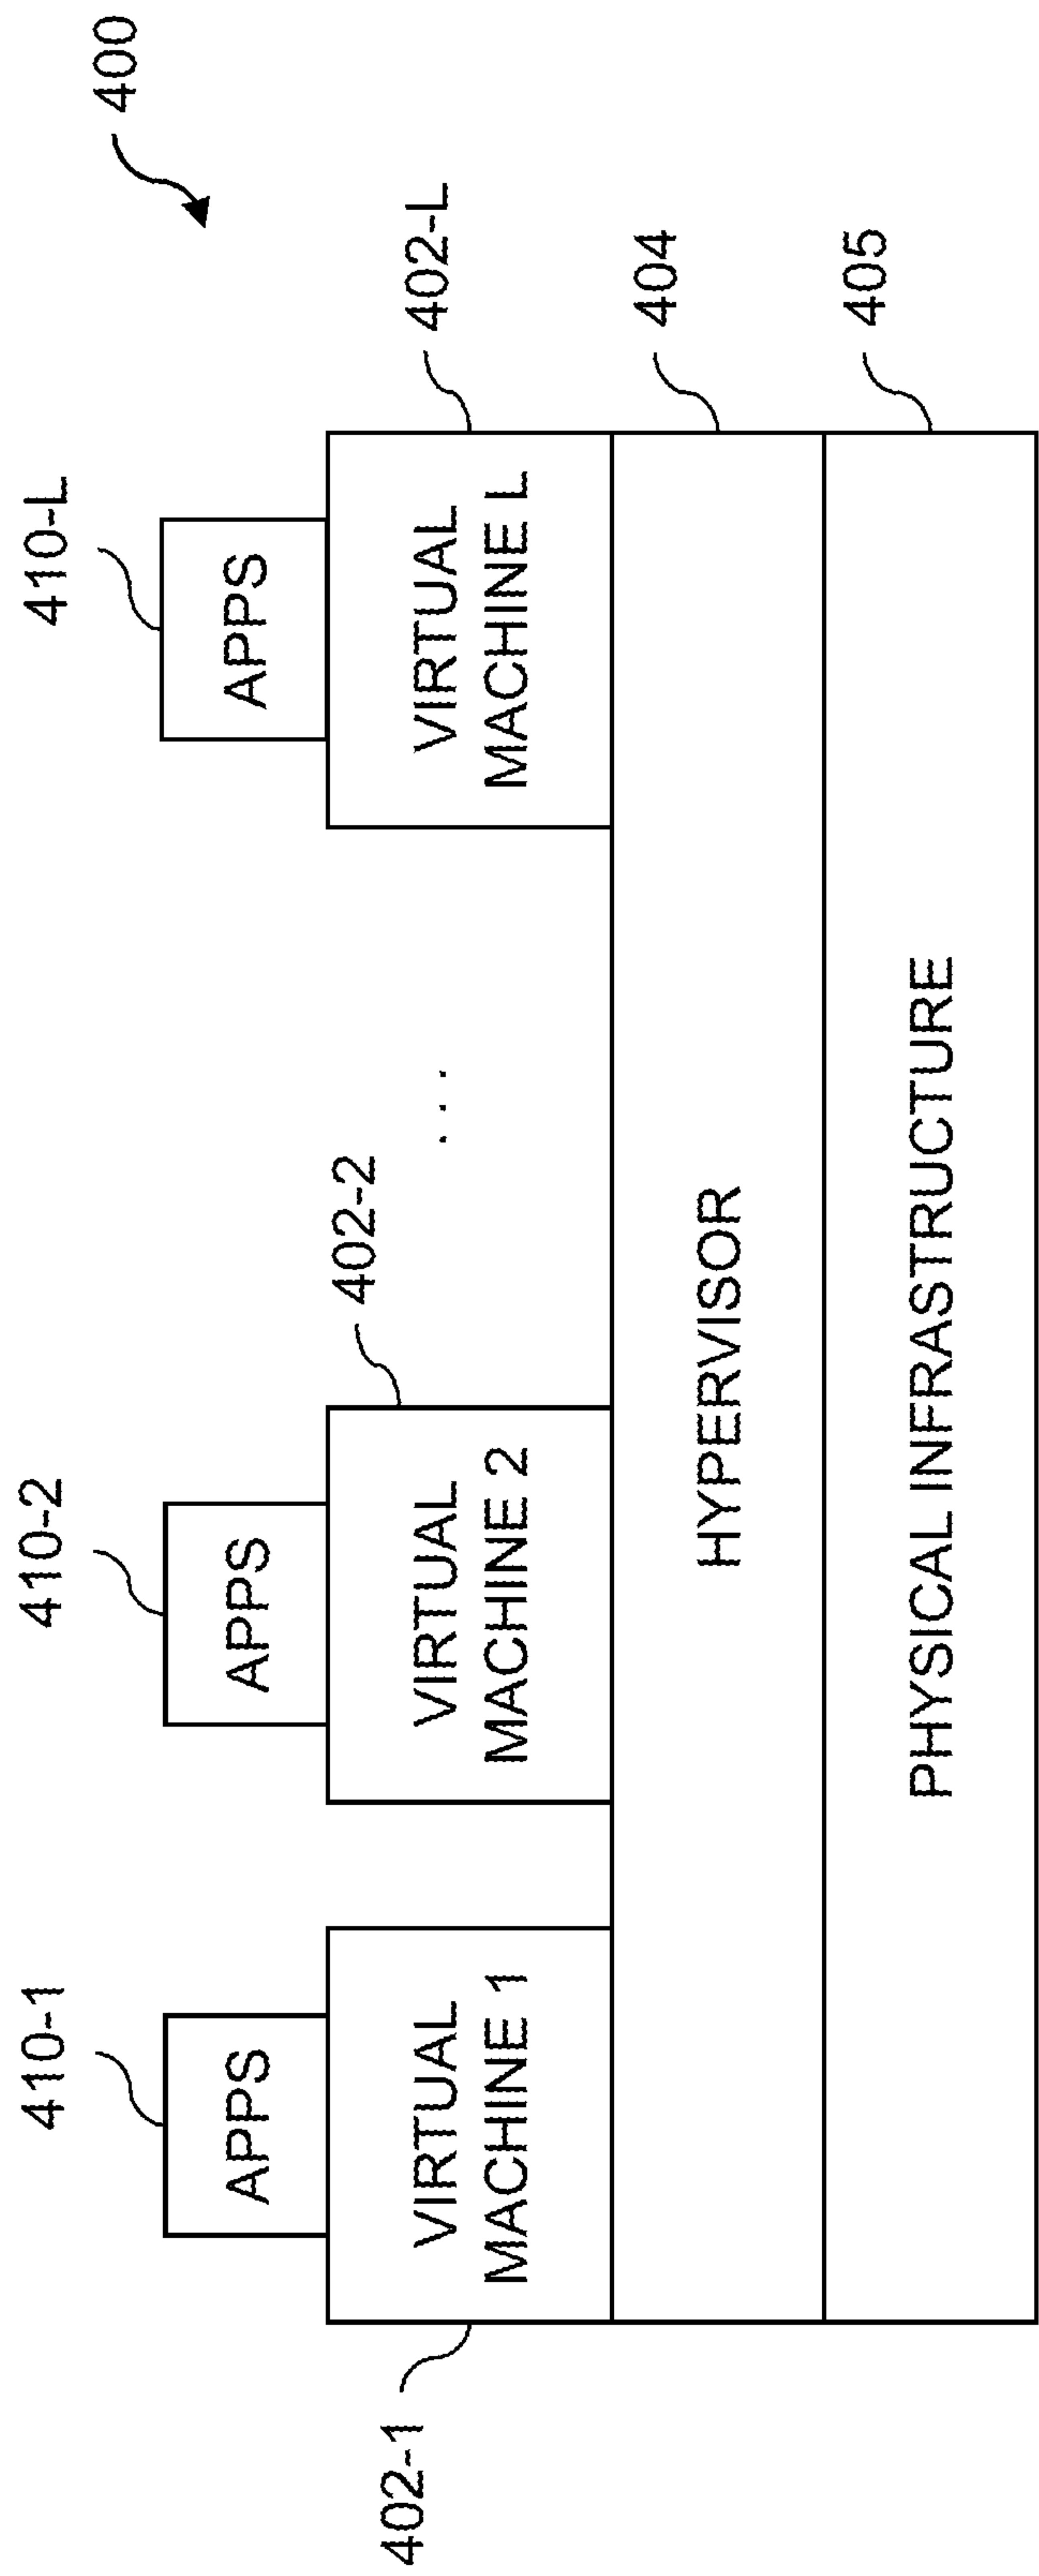 400
410-1
410-2
410-L
APPS
APPS
APPS
402-1
VIRTUAL
MACHINE 1
VIRTUAL
MACHINE 2
402-2
. . .
VIRTUAL
MACHINE L
402-L
HYPERVISOR
404
PHYSICAL INFRASTRUCTURE
405